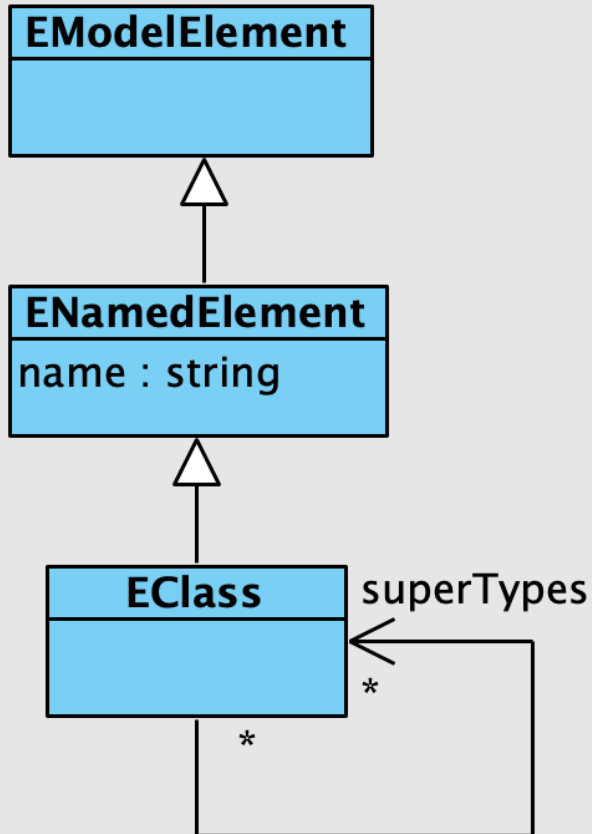 EModelElement
ENamedElement
name : string
EClass
superTypes
*
*